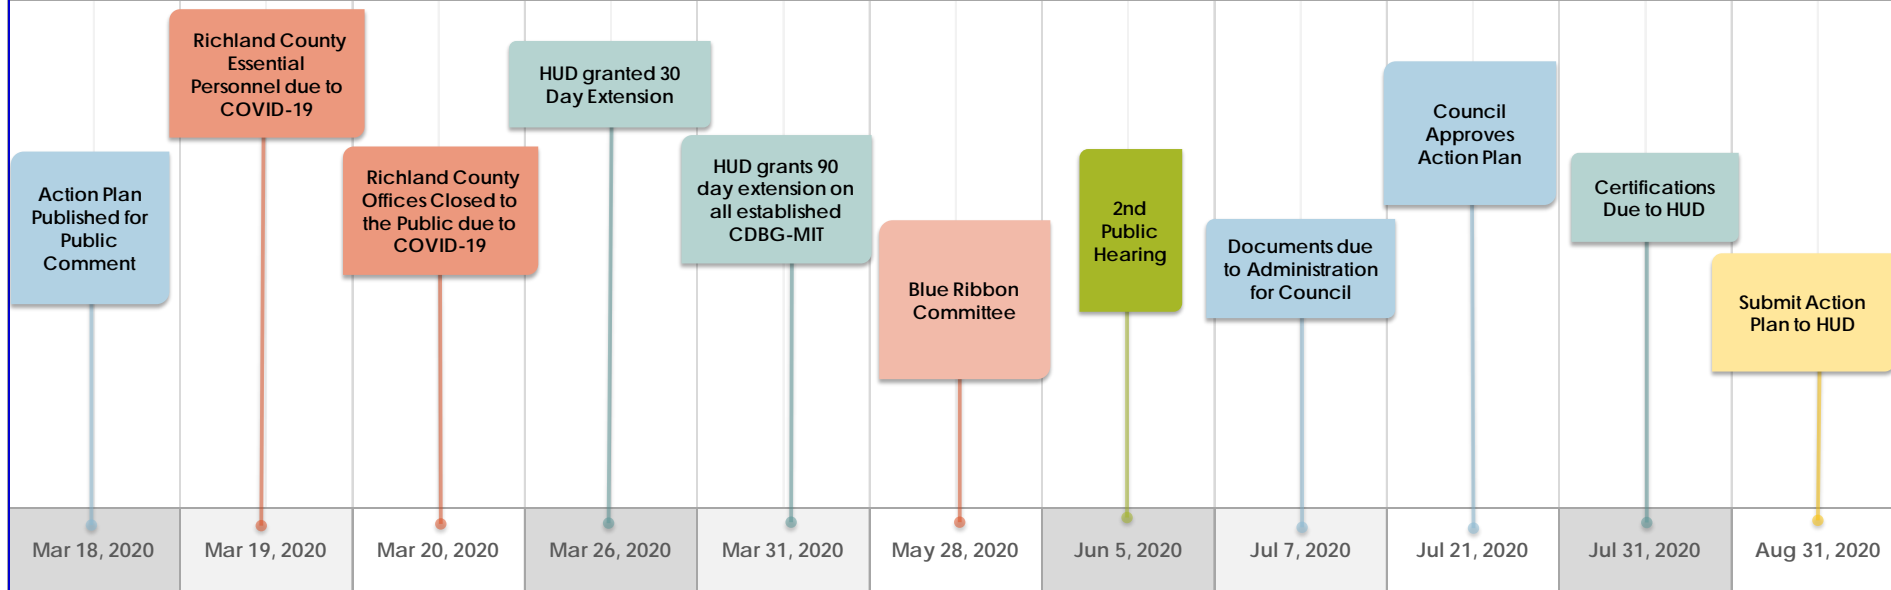 Richland County
Essential
Personnel due to
COVID-19
HUD granted 30
Day Extension
Council
Approves
Action Plan
Action Plan
Published for
Public
Comment
Richland County
Offices Closed to
the Public due to
COVID-19
HUD grants 90
day extension on
all established
CDBG-MIT
2nd
Public
Hearing
Certifications
Due to HUD
Blue Ribbon
Committee
Documents due
to Administration
for Council
Submit Action
Plan to HUD
Mar 18, 2020
Mar 19, 2020
Mar 20, 2020
Mar 26, 2020
Mar 31, 2020
May 28, 2020
Jun 5, 2020
Jul 7, 2020
Jul 21, 2020
Jul 31, 2020
Aug 31, 2020